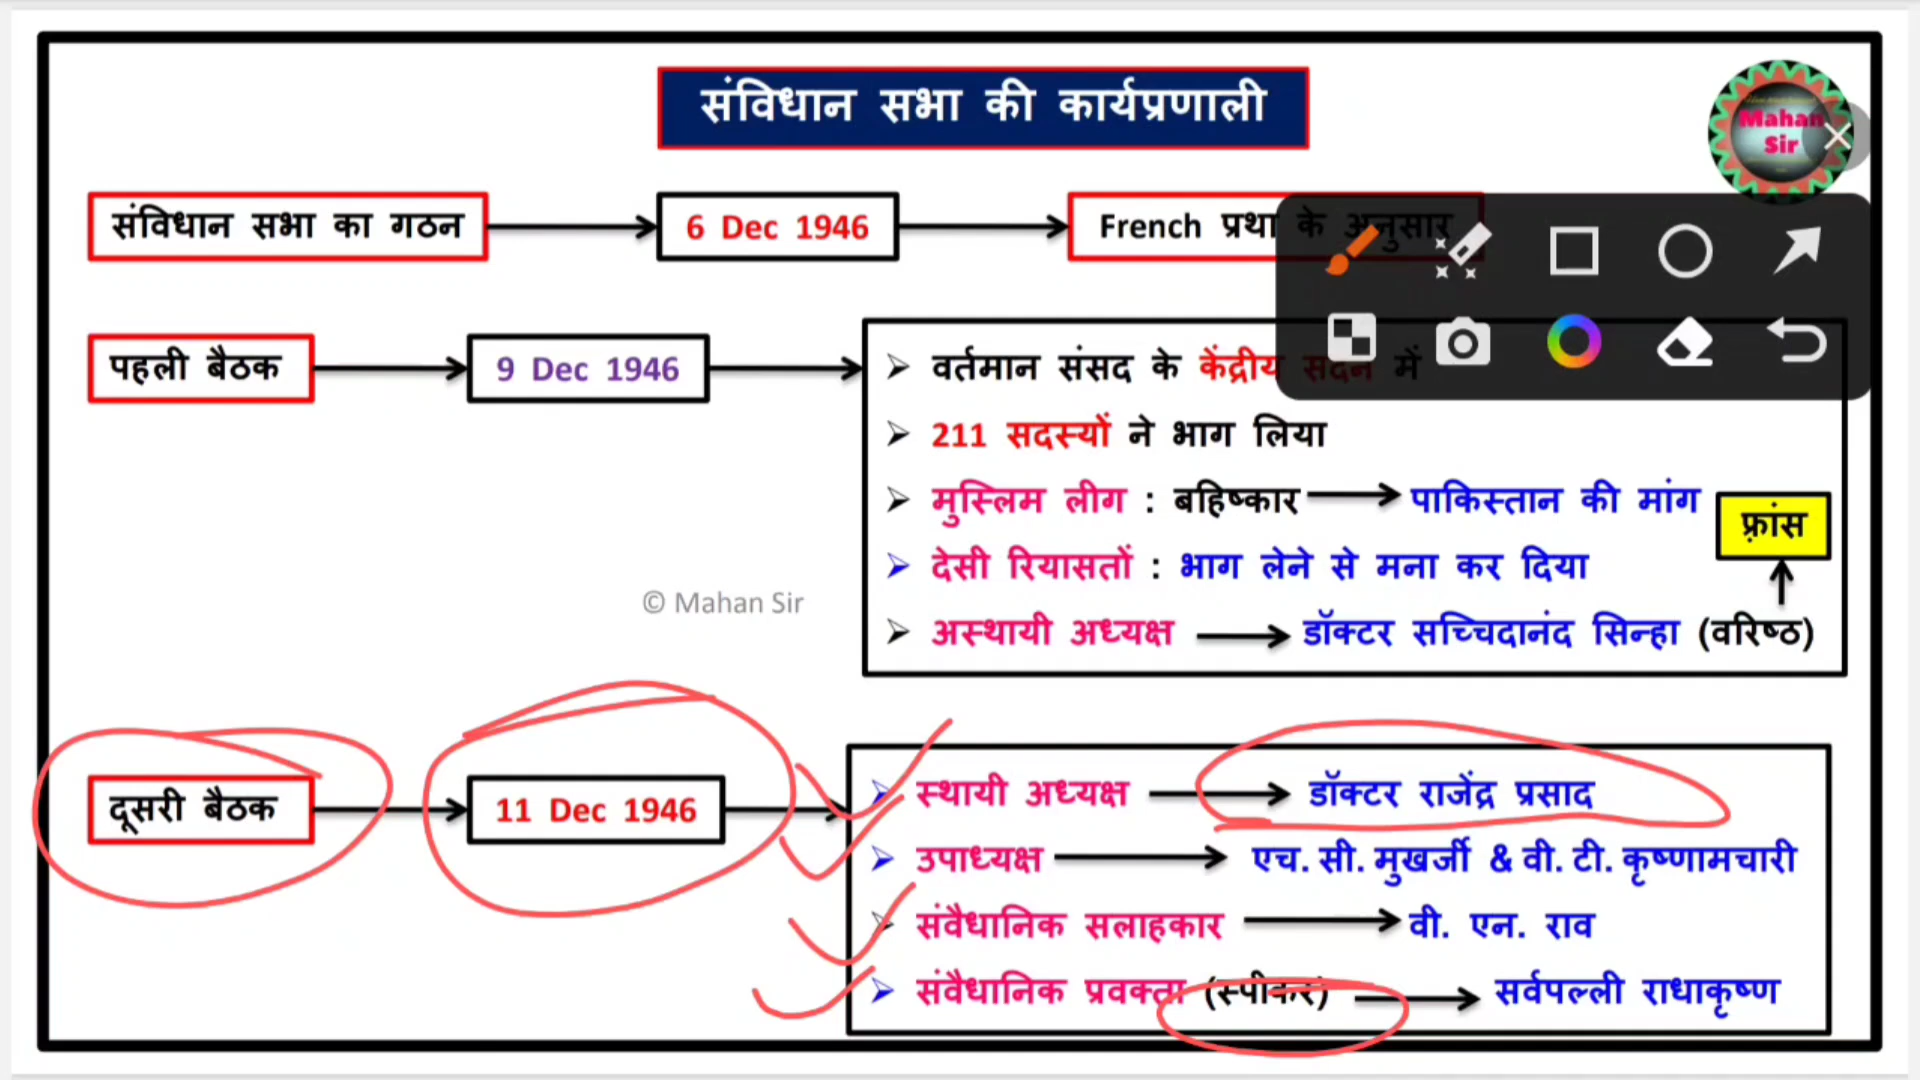 संविधान सभा की कार्यप्रणाली
Mahan
Sir
संविधान सभा का गठन
6 Dec 1946
French प्रथा के अनुसार
पहली बैठक
9 Dec 1946
वर्तमान संसद के केंद्रीय सदन में
211 सदस्यों ने भाग लिया
मुस्लिम लीग : बहिष्कार पाकिस्तान की मांग
फ़्रांस
देसी रियासतों : भाग लेने से मना कर दिया
© Mahan Sir
अस्थायी अध्यक्ष डॉक्टर सच्चिदानंद सिन्हा (वरिष्ठ)
दूसरी बैठक
11 Dec 1946
स्थायी अध्यक्ष डॉक्टर राजेंद्र प्रसाद
उपाध्यक्ष एच. सी. मुखर्जी & वी. टी. कृष्णामचारी
संवैधानिक सलाहकार वी. एन. राव
संवैधानिक प्रवक्ता (स्पीकर) सर्वपल्ली राधाकृष्ण